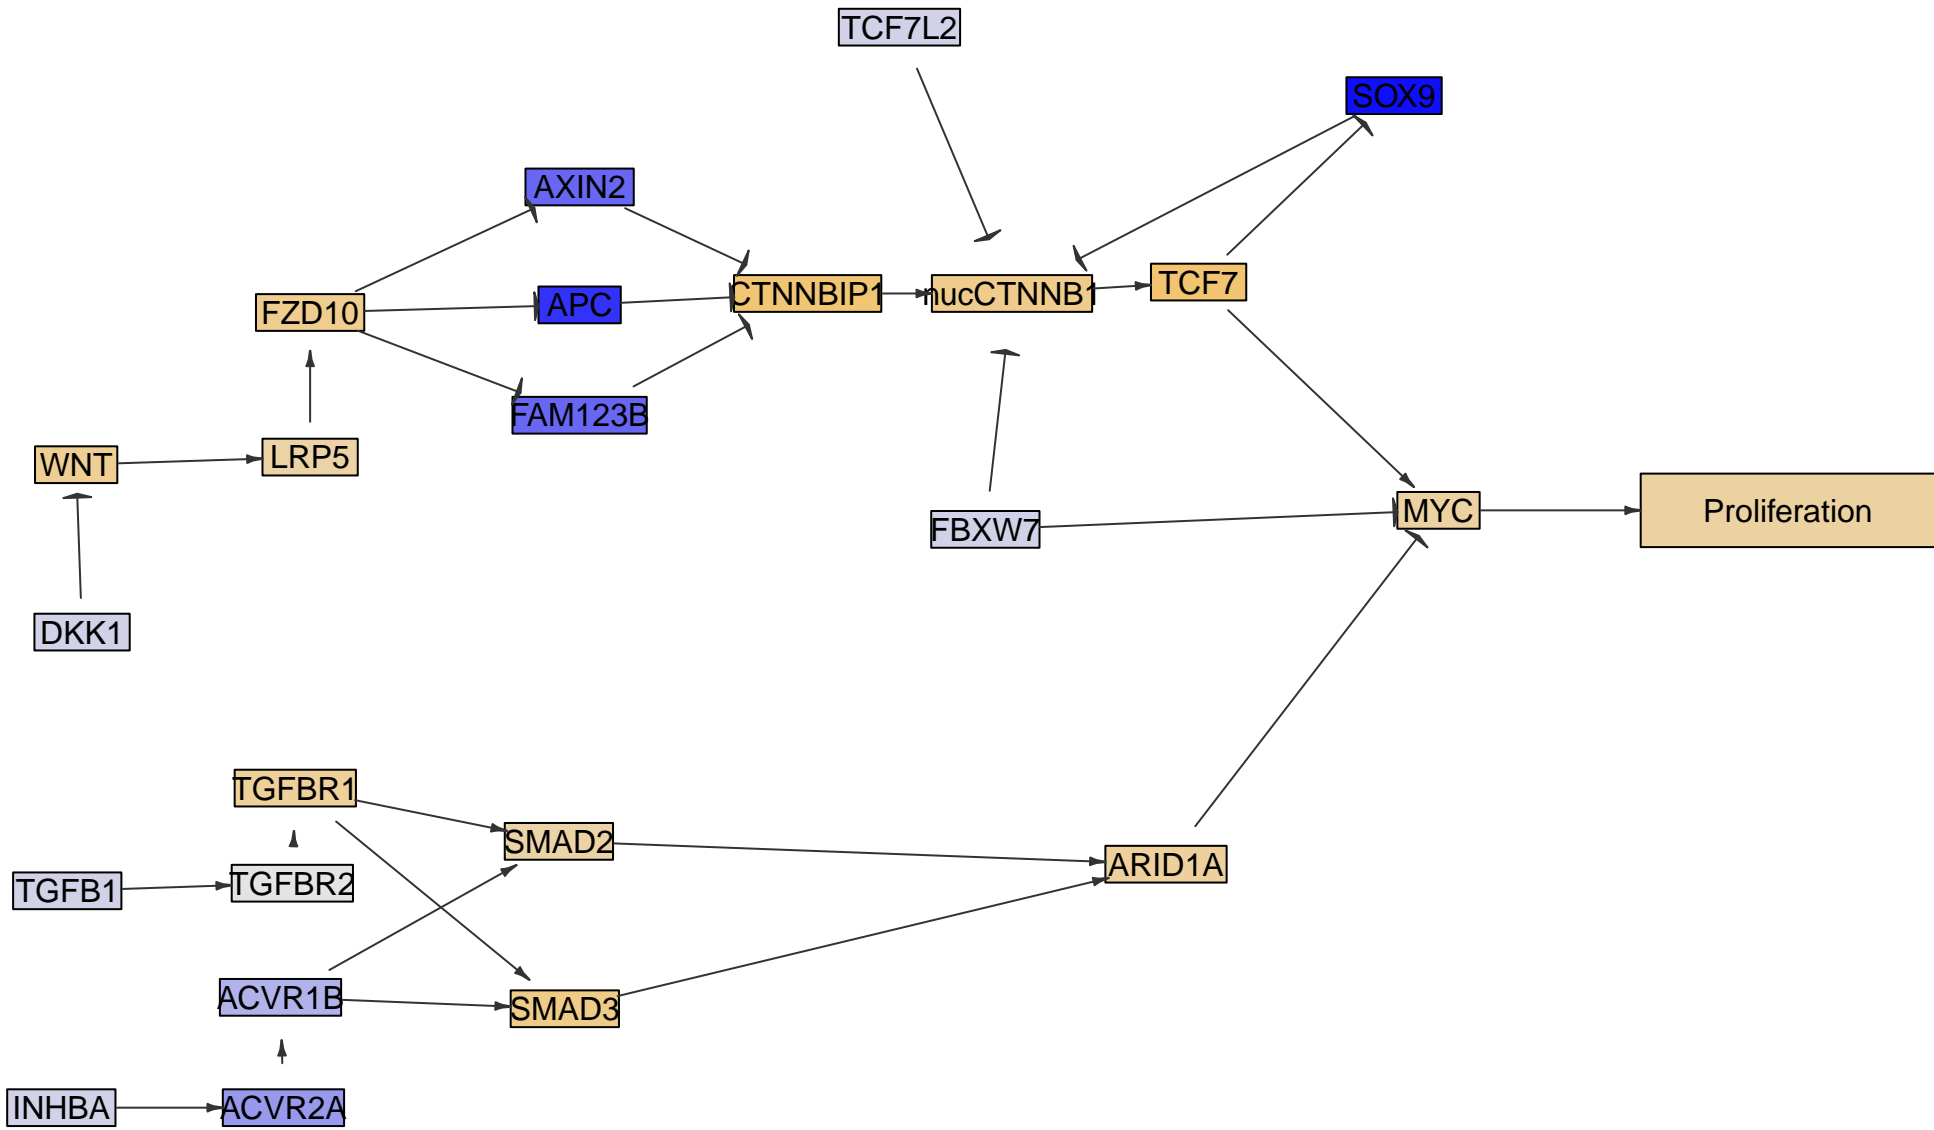 TCF7L2
SOX9
AXIN2
APC
CTNNBIP1
nucCTNNB1
TCF7
FZD10
FAM123B
WNT
LRP5
FBXW7
MYC
Proliferation
DKK1
TGFBR1
SMAD2
TGFB1
TGFBR2
ARID1A
ACVR1B
SMAD3
INHBA
ACVR2A